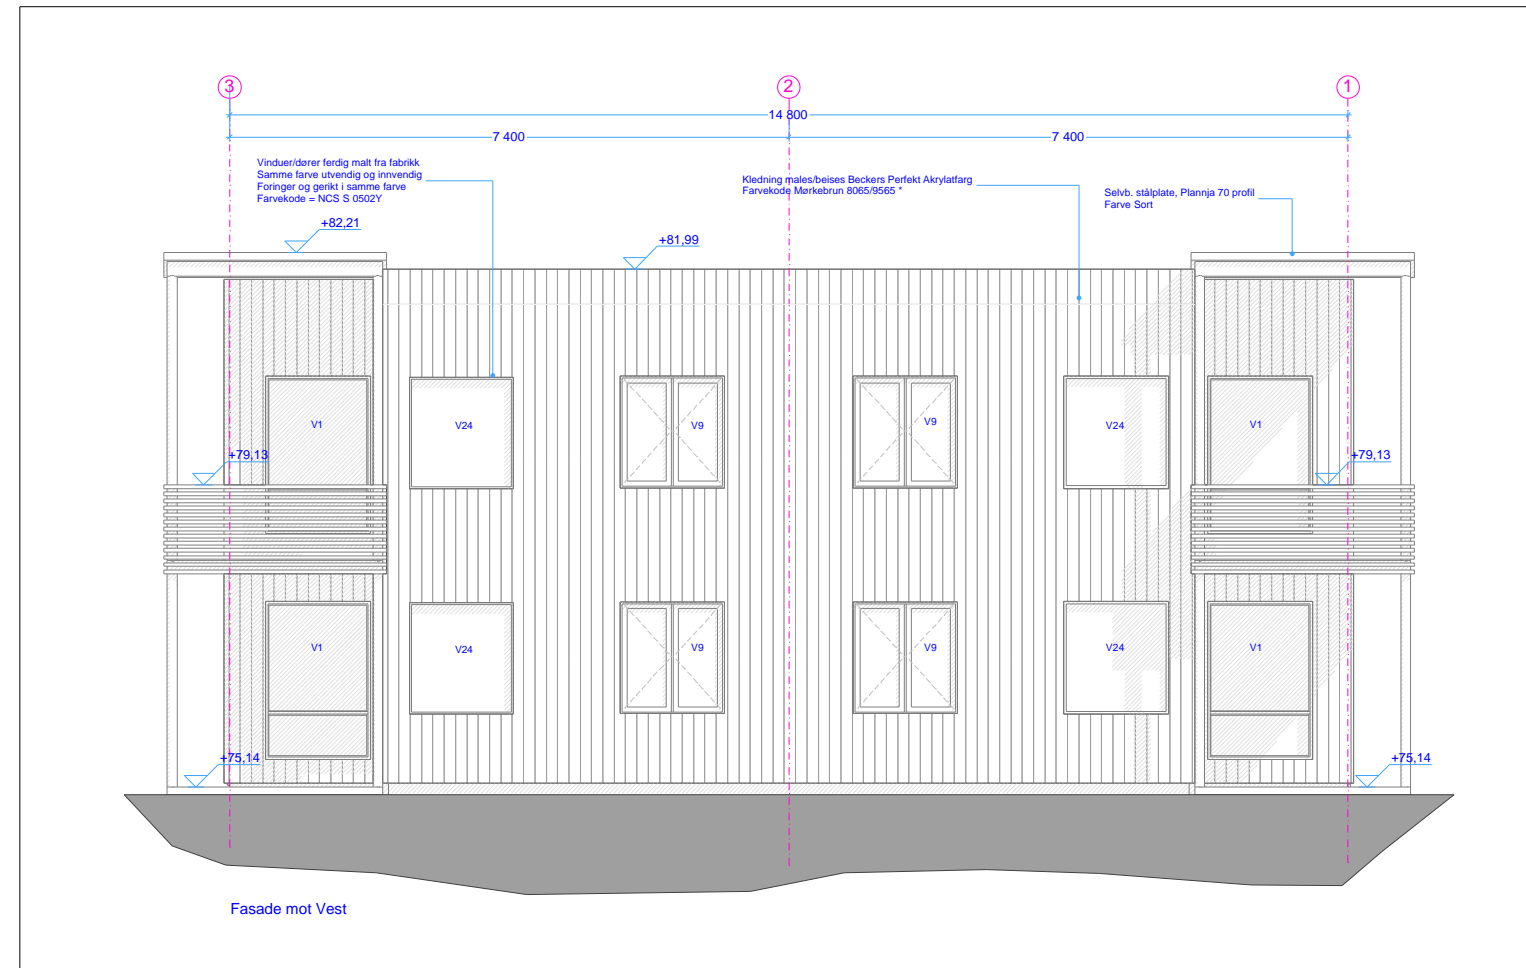 3
2
1
14 800
7 400
7 400
Vinduer/dører ferdig malt fra fabrikk
Samme farve utvendig og innvendig
Foringer og gerikt i samme farve
Farvekode = NCS S 0502Y
Kledning males/beises Beckers Perfekt Akrylatfarg
Farvekode Mørkebrun 8065/9565 *
Selvb. stålplate, Plannja 70 profil
Farve Sort
+82,21
+81,99
V1
V24
V9
V9
V24
V1
+79,13
+79,13
V1
V24
V9
V9
V24
V1
+75,14
+75,14
Fasade mot Vest